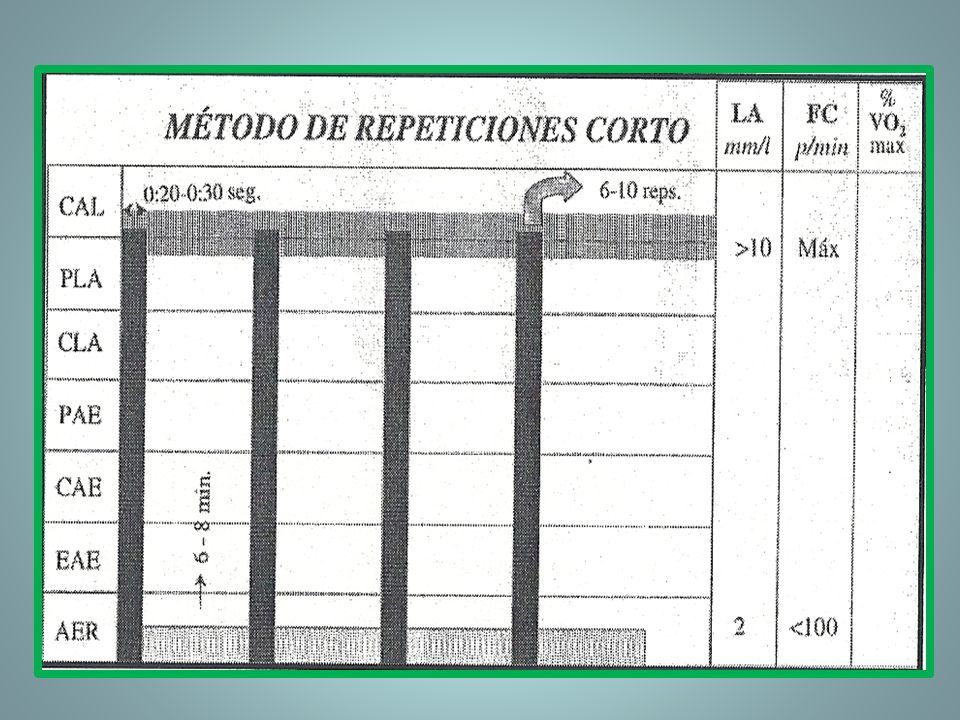 MÉTODO DE REPETICIONES CORTO
LA
mm/l
FC
p/min
%
VO2
max
CAL
0:20-0:30 seg.
6-10 reps.
>10
Máx
PLA
CLA
PAE
CAE
EAE
→ 6 - 8 min.
AER
2
<100